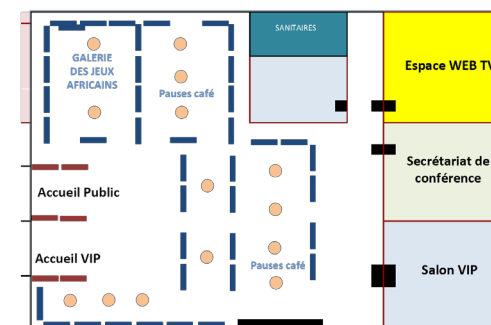 SANITAIRES
GALERIE
DES JEUX
AFRICAINS
Pauses café
Espace WEB TV
Secrétariat de
conférence
Accueil Public
Accueil VIP
Pauses café
Salon VIP